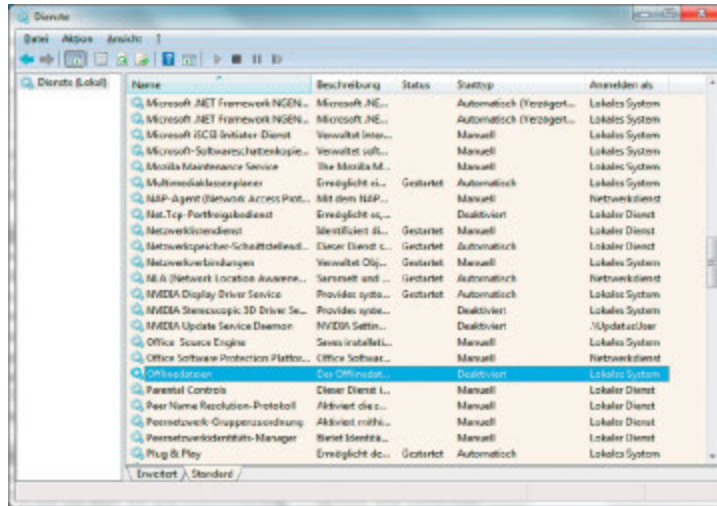 Dienste
Datei Aktion Ansicht ?
Dienste (Lokal)
Name Beschreibung Status Starttyp Anmelden als
Microsoft .NET Framework NGEN... Microsoft .NE... Automatisch (Verzögert... Lokales System
Microsoft .NET Framework NGEN... Microsoft .NE... Automatisch (Verzögert... Lokales System
Microsoft iSCSI-Initiator-Dienst Verwaltet Inter... Manuell Lokales System
Microsoft-Softwareschattenkopie... Verwaltet soft... Manuell Lokales System
Mozilla Maintenance Service The Mozilla M... Manuell Lokales System
Multimediaklassenplaner Ermöglicht ei... Gestartet Automatisch Lokales System
NAP-Agent (Network Access Prot... Mit dem NAP... Manuell Netzwerkdienst
Net.Tcp-Portfreigabedienst Ermöglicht es,... Deaktiviert Lokaler Dienst
Netzwerklistendienst Identifiziert di... Gestartet Manuell Lokaler Dienst
Netzwerkspeicher-Schnittstellendi... Dieser Dienst s... Gestartet Automatisch Lokaler Dienst
Netzwerkverbindungen Verwaltet Obj... Gestartet Manuell Lokales System
NLA (Network Location Awarene... Sammelt und ... Gestartet Automatisch Netzwerkdienst
NVIDIA Display Driver Service Provides syste... Gestartet Automatisch Lokales System
NVIDIA Stereoscopic 3D Driver Se... Provides syste... Deaktiviert Lokales System
NVIDIA Update Service Daemon NVIDIA Settin... Deaktiviert .\UpdatusUser
Office Source Engine Saves installati... Manuell Lokales System
Office Software Protection Platfor... Office Softwar... Manuell Netzwerkdienst
Offlinedateien Der Offlinedat... Deaktiviert Lokales System
Parental Controls Dieser Dienst i... Manuell Lokaler Dienst
Peer Name Resolution-Protokoll Aktiviert die s... Manuell Lokaler Dienst
Peernetzwerk-Gruppenzuordnung Aktiviert mithi... Manuell Lokaler Dienst
Peernetzwerkidentitäts-Manager Bietet Identitä... Manuell Lokaler Dienst
Plug & Play Ermöglicht de... Gestartet Automatisch Lokales System
Erweitert Standard